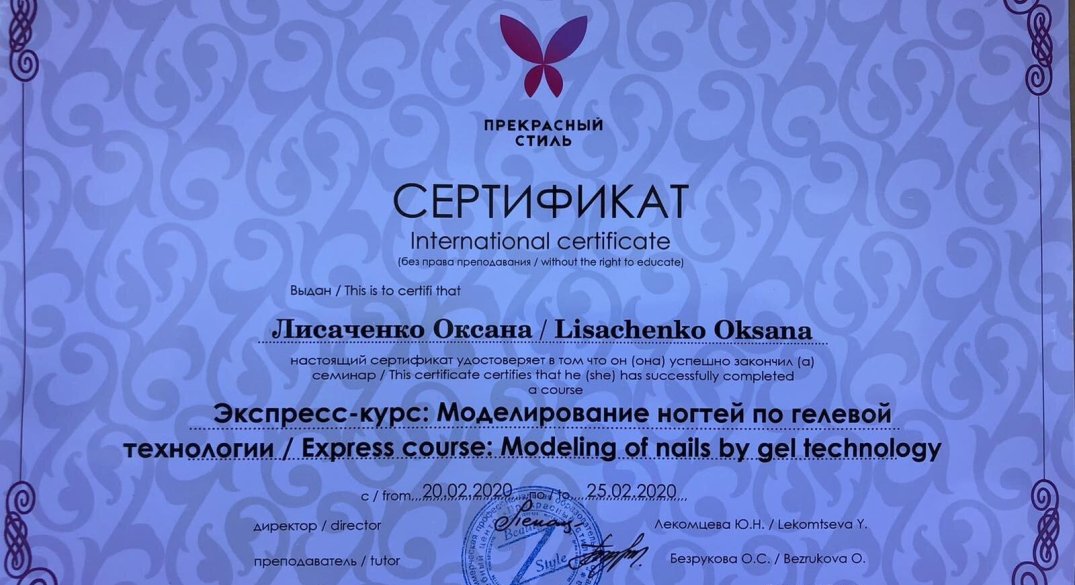 ПРЕКРАСНЫЙ
СТИЛЬ
СЕРТИФИКАТ
International certificate
(без права преподавания / without the right to educate)
Выдан / This is to certifi that
Лисаченко Оксана / Lisachenko Oksana
настоящий сертификат удостоверяет в том что он (она) успешно закончил (а)
семинар / This certificate certifies that he (she) has successfully completed
a course
Экспресс-курс: Моделирование ногтей по гелевой
технологии / Express course: Modeling of nails by gel technology
с / from 20.02.2020 по / to 25.02.2020
директор / director Лекомцева Ю.Н. / Lekomtseva Y.
преподаватель / tutor Безрукова О.С. / Bezrukova O.
Style